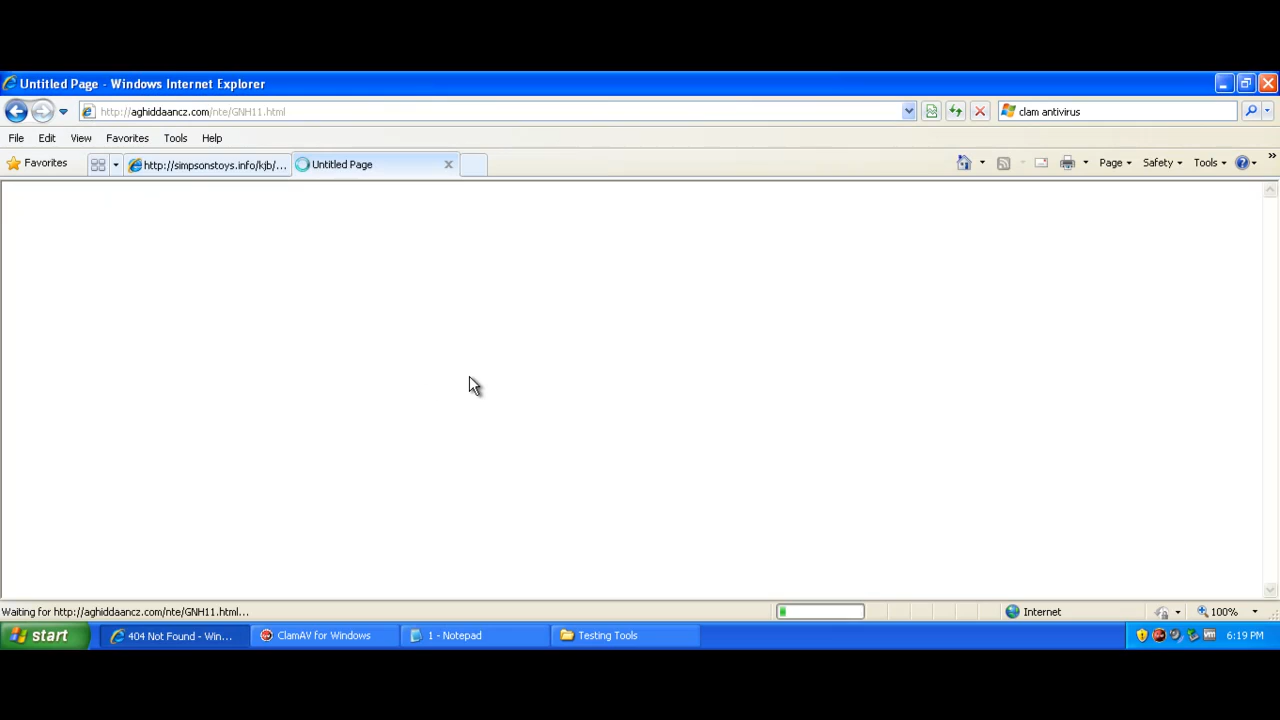 Untitled Page - Windows Internet Explorer
http://aghiddaancz.com/nte/GNH11.html
clam antivirus
File Edit View Favorites Tools Help
Favorites http://simpsonstoys.info/kjb/... Untitled Page Page Safety Tools
Waiting for http://aghiddaancz.com/nte/GNH11.html... Internet 100%
start 404 Not Found - Win... ClamAV for Windows 1 - Notepad Testing Tools 6:19 PM